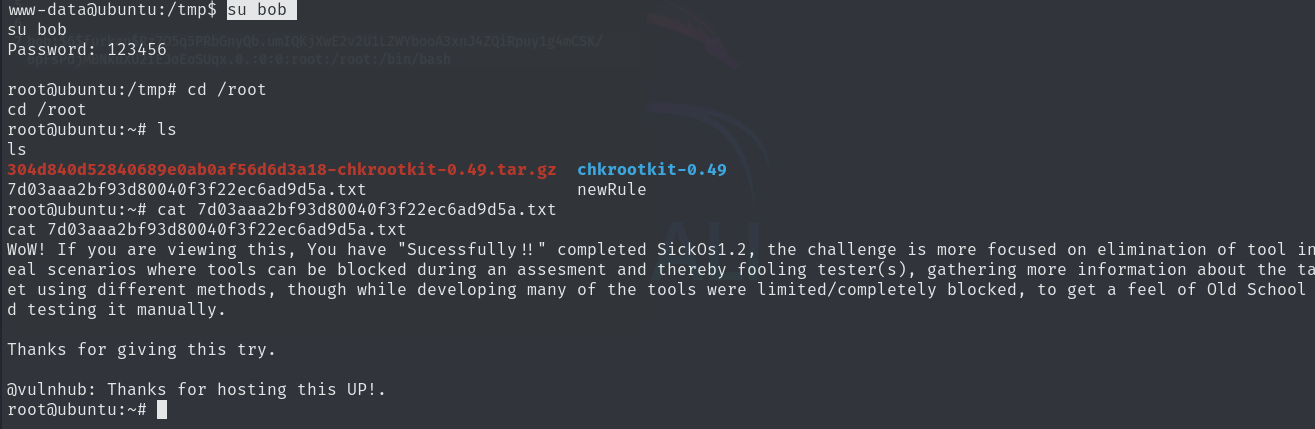 www-data@ubuntu:/tmp$ su bob
su bob
Password: 123456
root@ubuntu:/tmp# cd /root
cd /root
root@ubuntu:~# ls
ls
304d840d52840689e0ab0af56d6d3a18-chkrootkit-0.49.tar.gz  chkrootkit-0.49
7d03aaa2bf93d80040f3f22ec6ad9d5a.txt                     newRule
root@ubuntu:~# cat 7d03aaa2bf93d80040f3f22ec6ad9d5a.txt
cat 7d03aaa2bf93d80040f3f22ec6ad9d5a.txt
WoW! If you are viewing this, You have "Sucessfully!!" completed SickOs1.2, the challenge is more focused on elimination of tool in
eal scenarios where tools can be blocked during an assesment and thereby fooling tester(s), gathering more information about the ta
et using different methods, though while developing many of the tools were limited/completely blocked, to get a feel of Old School
d testing it manually.
Thanks for giving this try.
@vulnhub: Thanks for hosting this UP!.
root@ubuntu:~#